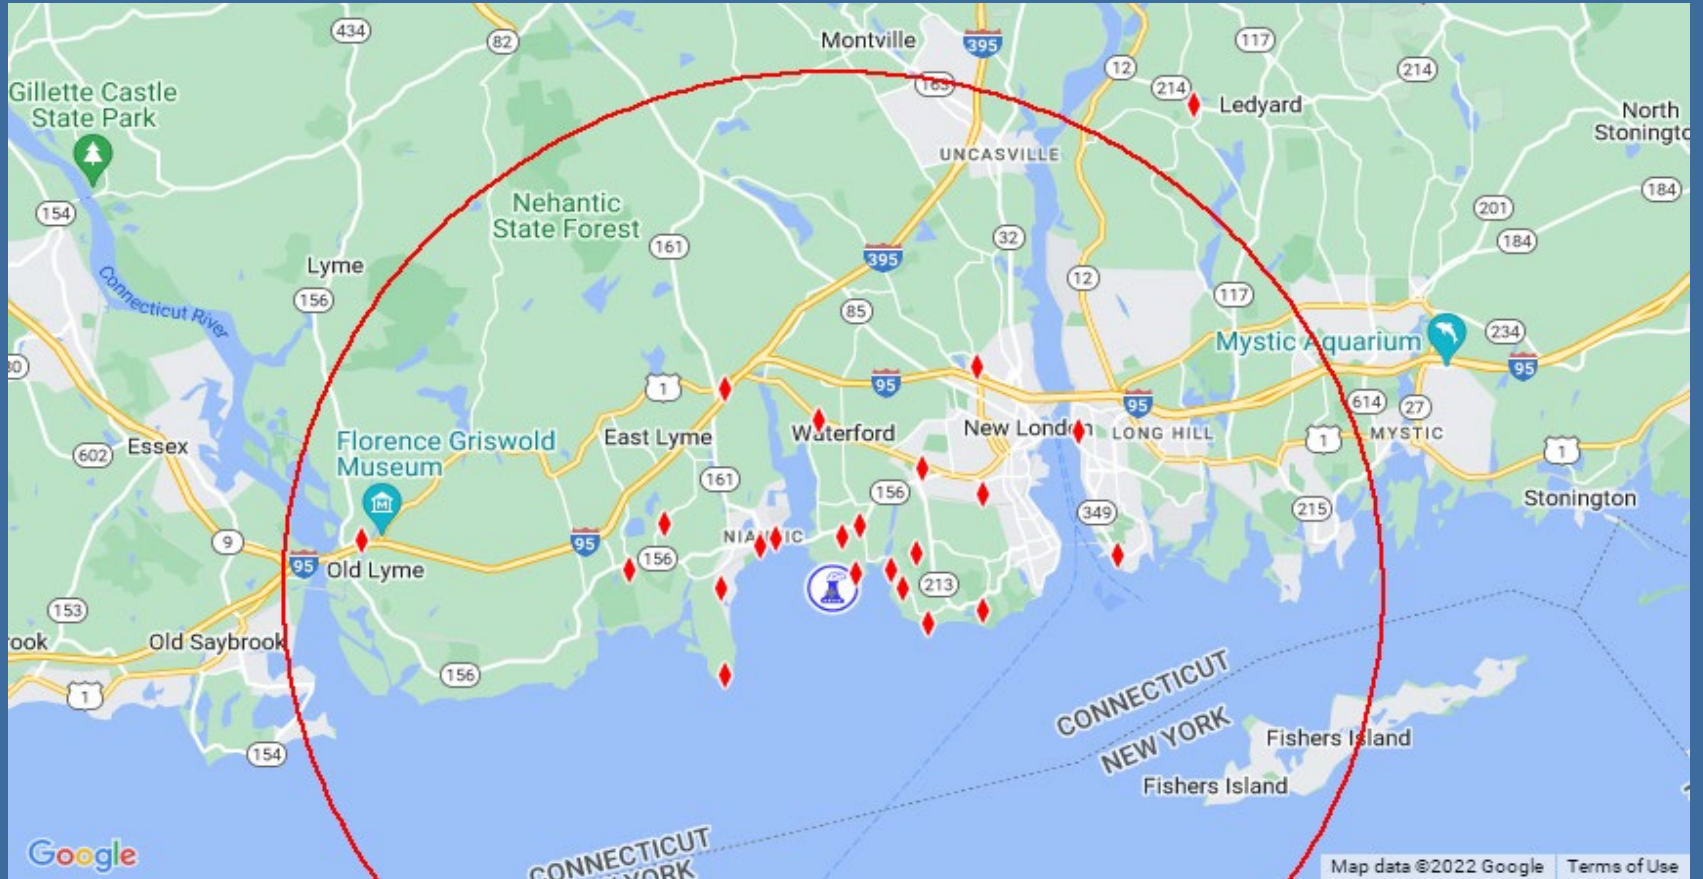 434
82
Montville
395
117
12
214
Gillette Castle
State Park
163
214
Ledyard
North
UNCASVILLE
154
Nehantic
State Forest
184
201
161
32
184
395
Lyme
12
156
117
Connecticut River
85
Mystic Aquarium
234
95
1
95
95
614
27
Florence Griswold
Museum
East Lyme
Waterford
New London
LONG HILL
1
MYSTIC
Essex
602
1
161
156
Stonington
349
215
9
95
NIANTIC
156
95
Old Lyme
213
153
Old Saybrook
156
1
CONNECTICUT
NEW YORK
154
Fishers Island
Fishers Island
Google
CONNECTICUT
Map data ©2022 Google
Terms of Use